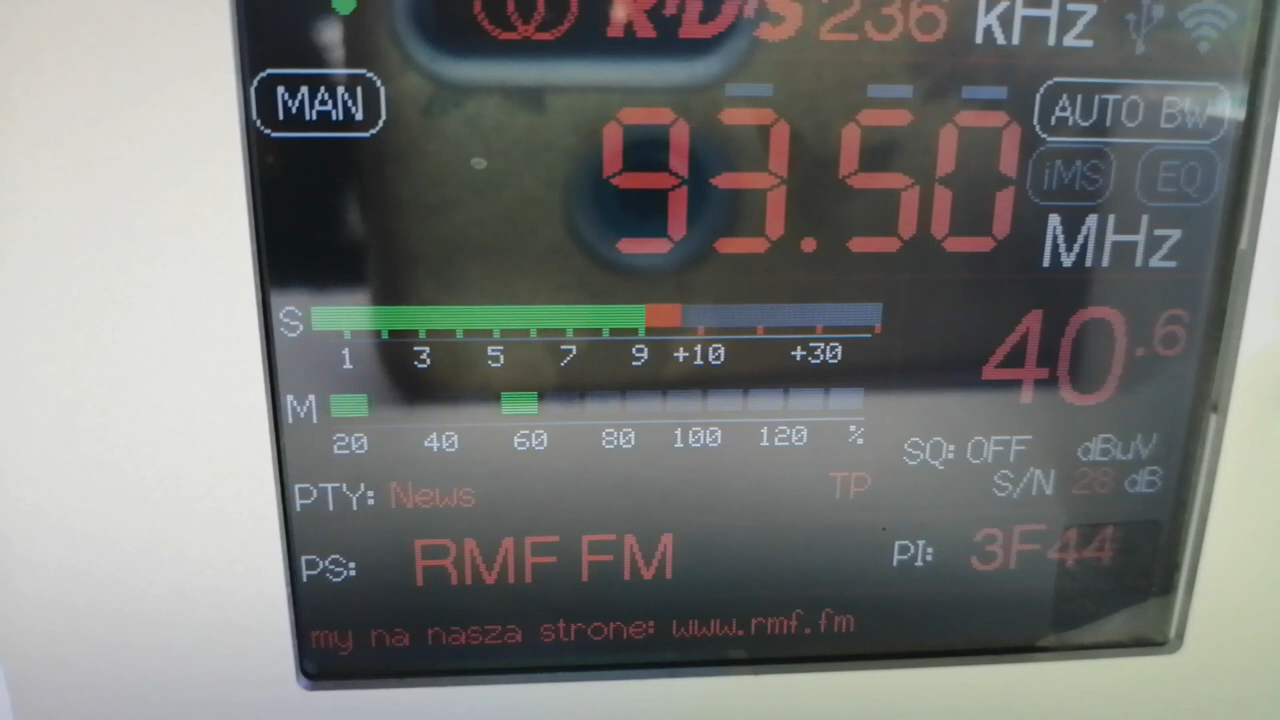 RDS 236 kHz
MAN
93.50 AUTO BW
iMS EQ
MHz
S
1 3 5 7 9 +10 +30
40.6
M
20 40 60 80 100 120 %
SQ: OFF dBuV
PTY: News TP S/N 28 dB
PS: RMF FM PI: 3F44
my na nasza strone: www.rmf.fm